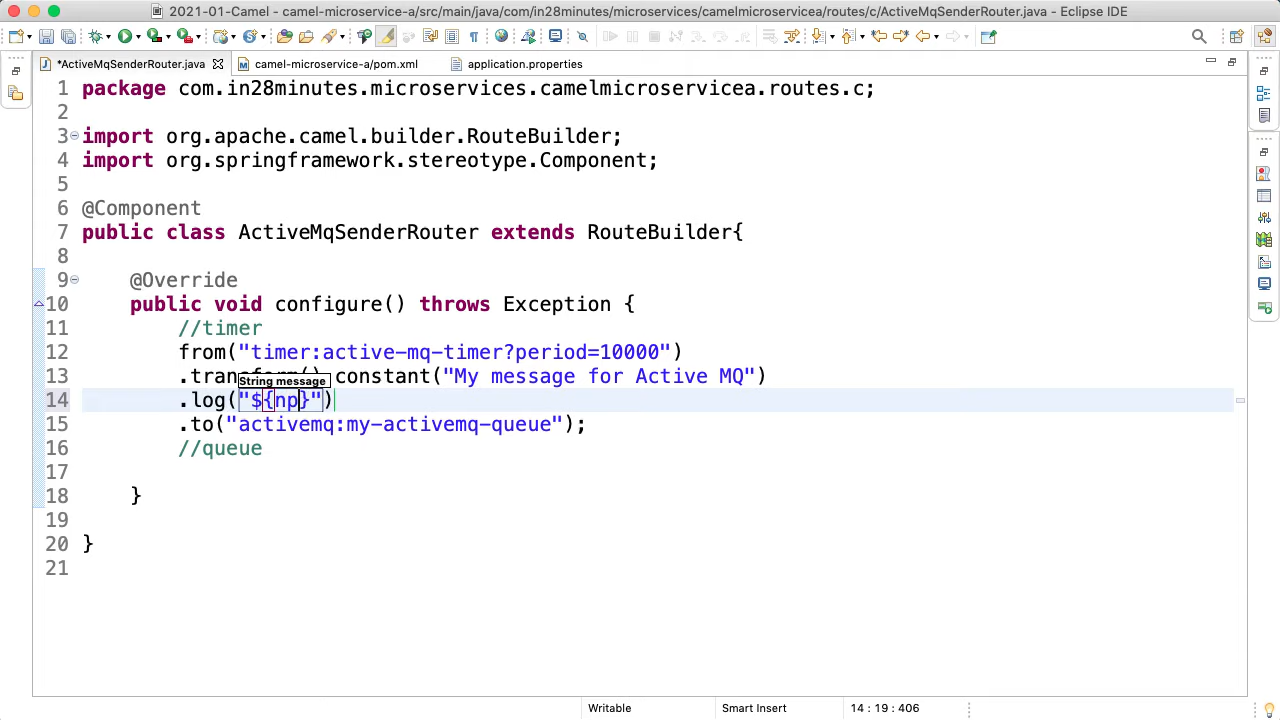 2021-01-Camel - camel-microservice-a/src/main/java/com/in28minutes/microservices/camelmicroservicea/routes/c/ActiveMqSenderRouter.java - Eclipse IDE
*ActiveMqSenderRouter.java camel-microservice-a/pom.xml application.properties
1 package com.in28minutes.microservices.camelmicroservicea.routes.c;
2
3 import org.apache.camel.builder.RouteBuilder;
4 import org.springframework.stereotype.Component;
5
6 @Component
7 public class ActiveMqSenderRouter extends RouteBuilder{
8
9 @Override
10 public void configure() throws Exception {
11 //timer
12 from("timer:active-mq-timer?period=10000")
13 .transform().constant("My message for Active MQ")
String message
14 .log("${np}")
15 .to("activemq:my-activemq-queue");
16 //queue
17
18 }
19
20 }
21
Writable Smart Insert 14 : 19 : 406